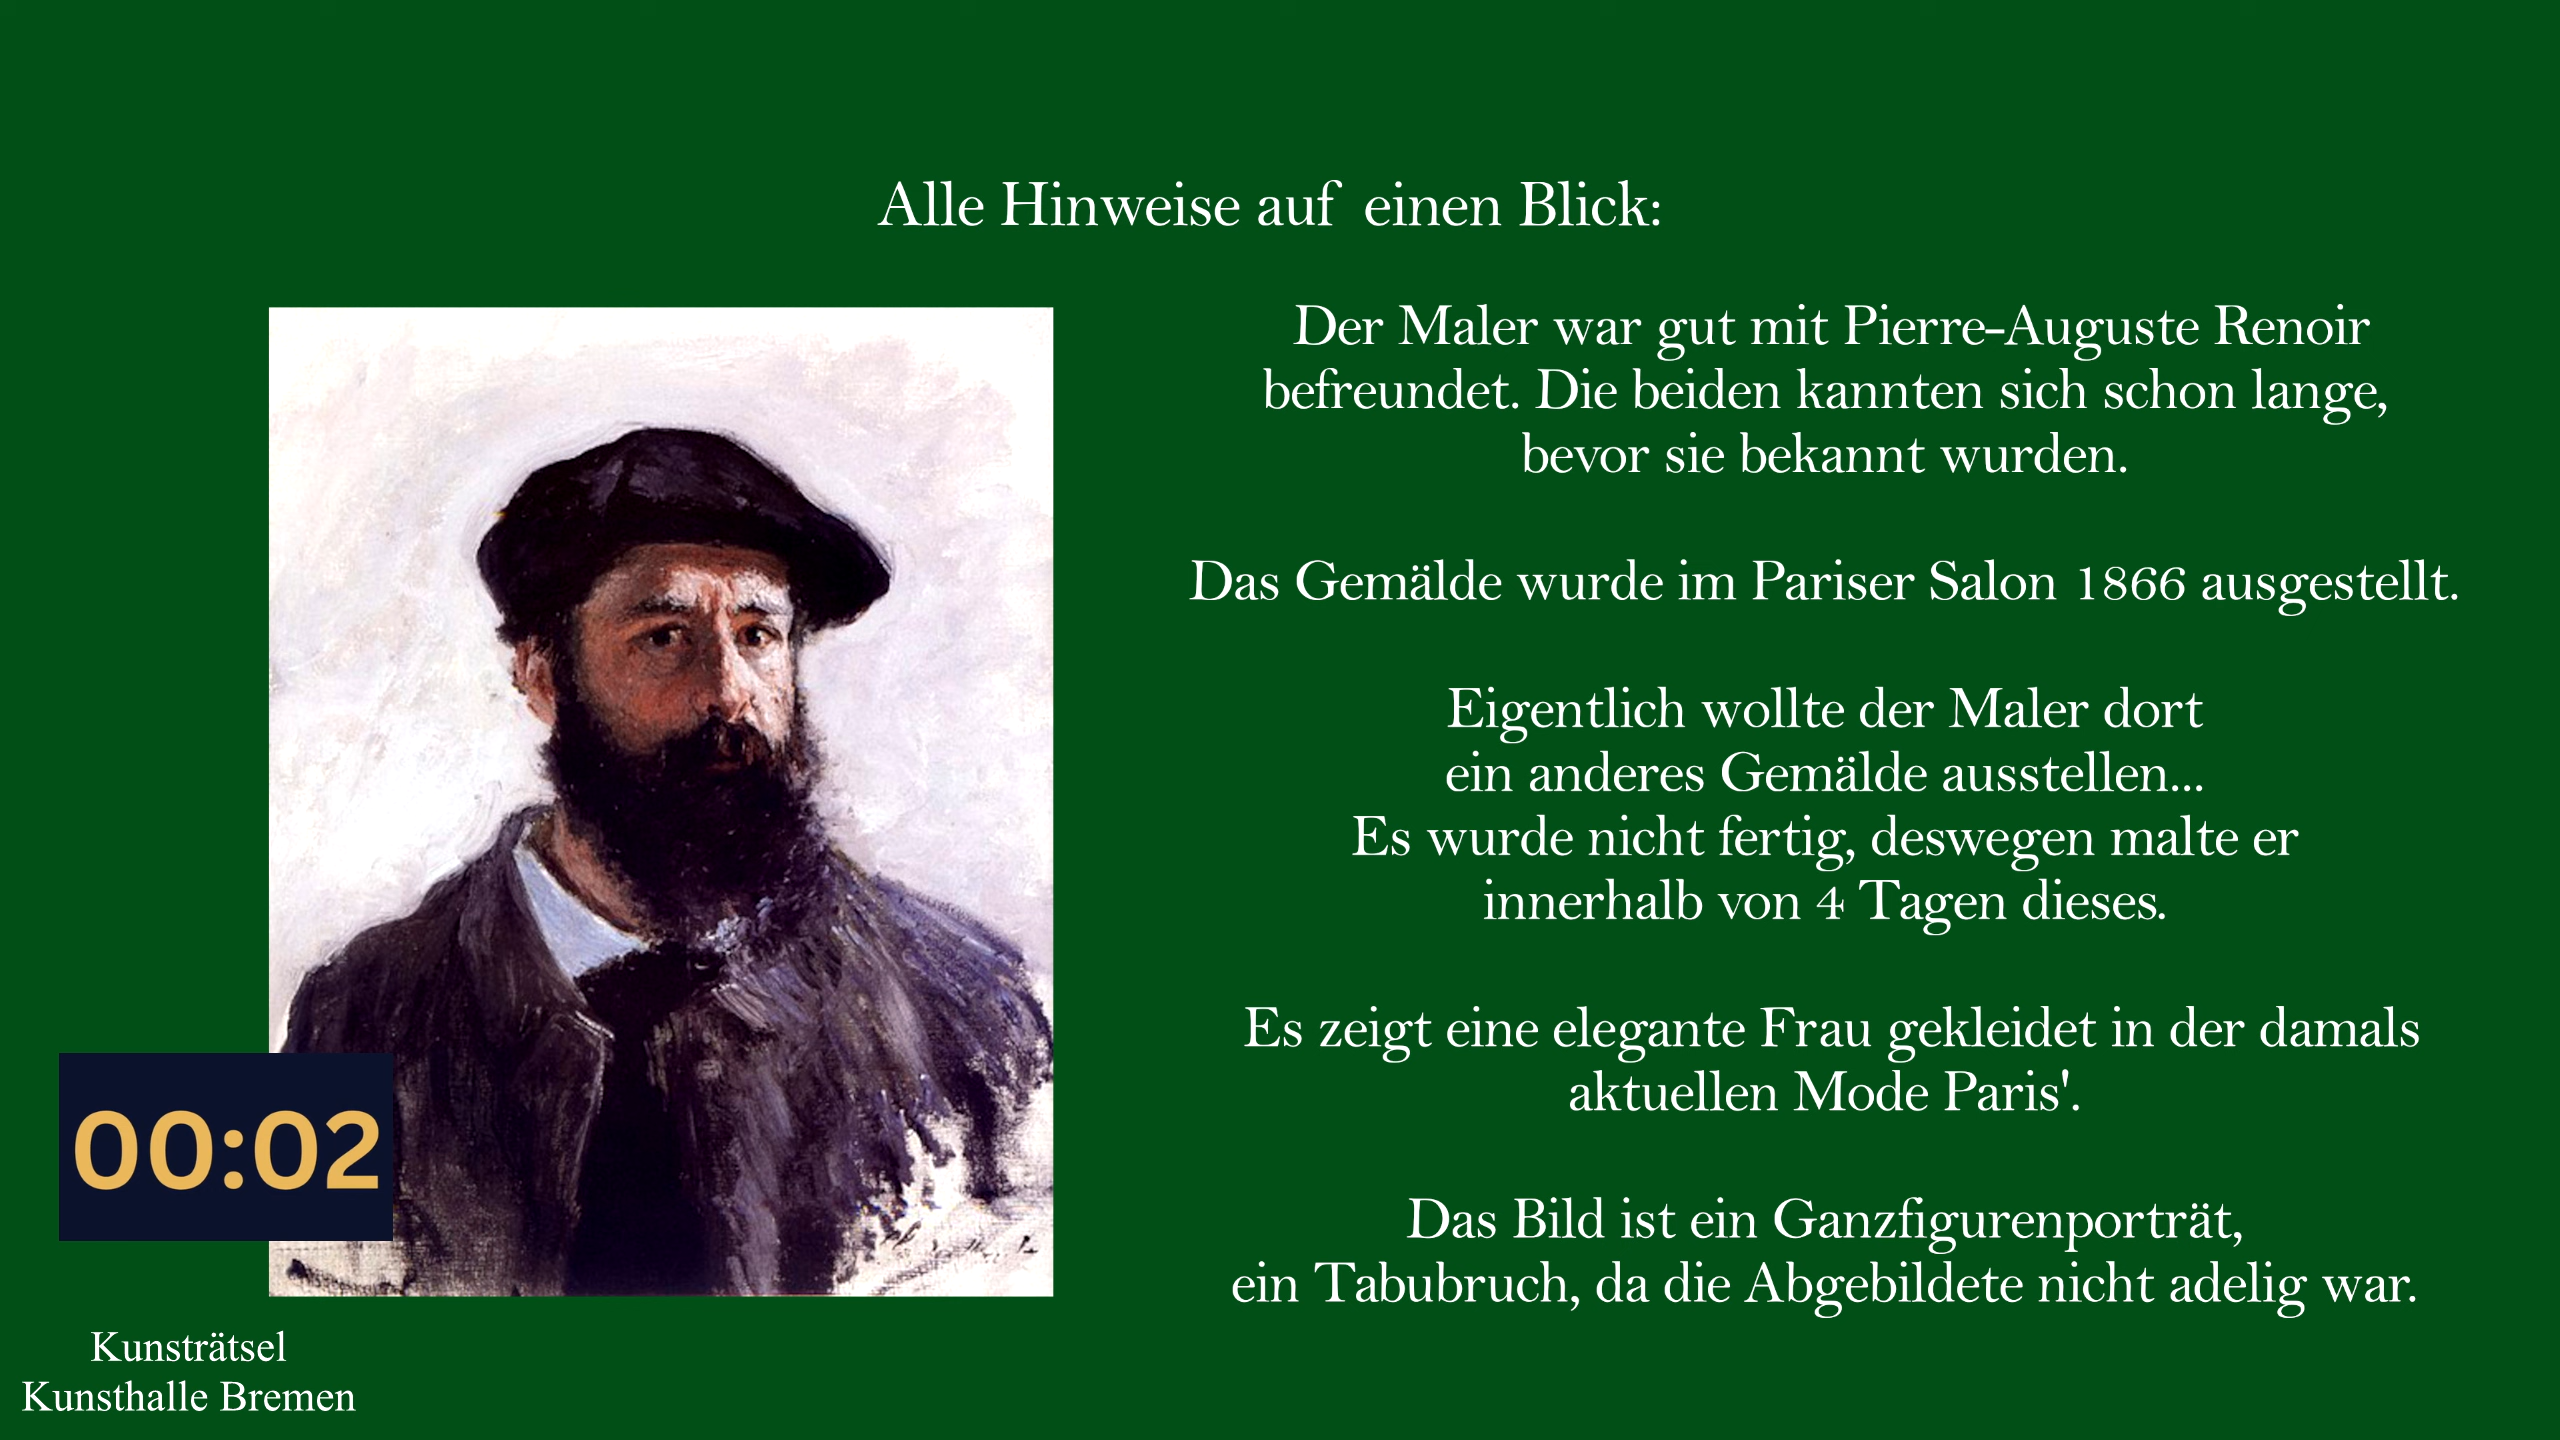 Alle Hinweise auf einen Blick:
Der Maler war gut mit Pierre-Auguste Renoir
befreundet. Die beiden kannten sich schon lange,
bevor sie bekannt wurden.
Das Gemälde wurde im Pariser Salon 1866 ausgestellt.
Eigentlich wollte der Maler dort
ein anderes Gemälde ausstellen...
Es wurde nicht fertig, deswegen malte er
innerhalb von 4 Tagen dieses.
Es zeigt eine elegante Frau gekleidet in der damals
aktuellen Mode Paris'.
Das Bild ist ein Ganzfigurenporträt,
ein Tabubruch, da die Abgebildete nicht adelig war.
00:02
Kunsträtsel
Kunsthalle Bremen